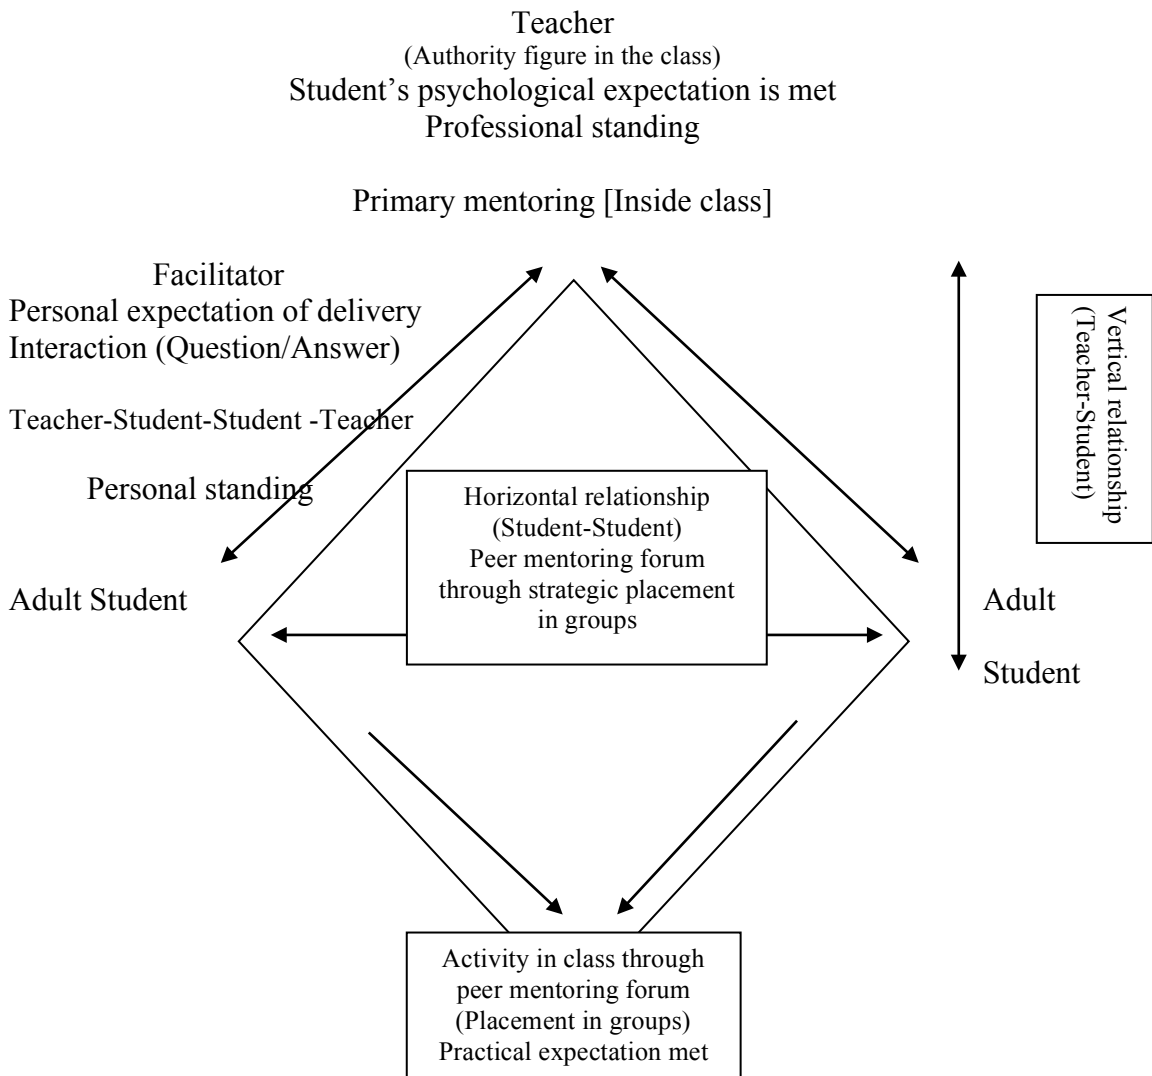 Teacher
(Authority figure in the class)
Student’s psychological expectation is met
Professional standing
Primary mentoring [Inside class]
Facilitator
Personal expectation of delivery
Interaction (Question/Answer)
Teacher-Student-Student -Teacher
Personal standing
Vertical relationship
(Teacher-Student)
Horizontal relationship
(Student-Student)
Peer mentoring forum
through strategic placement
in groups
Adult Student
Adult
Student
Activity in class through
peer mentoring forum
(Placement in groups)
Practical expectation met